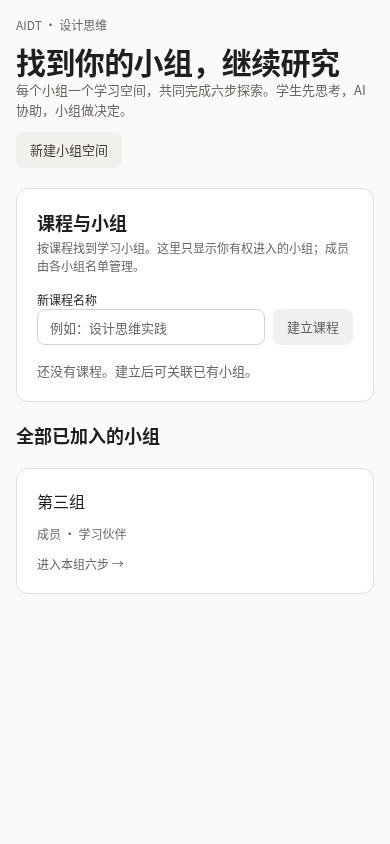 AIDT · 设计思维
找到你的小组，继续研究
每个小组一个学习空间，共同完成六步探索。学生先思考，AI
协助，小组做决定。
新建小组空间
课程与小组
按课程找到学习小组。这里只显示你有权进入的小组；成员
由各小组名单管理。
新课程名称
例如：设计思维实践
建立课程
还没有课程。建立后可关联已有小组。
全部已加入的小组
第三组
成员 · 学习伙伴
进入本组六步 →